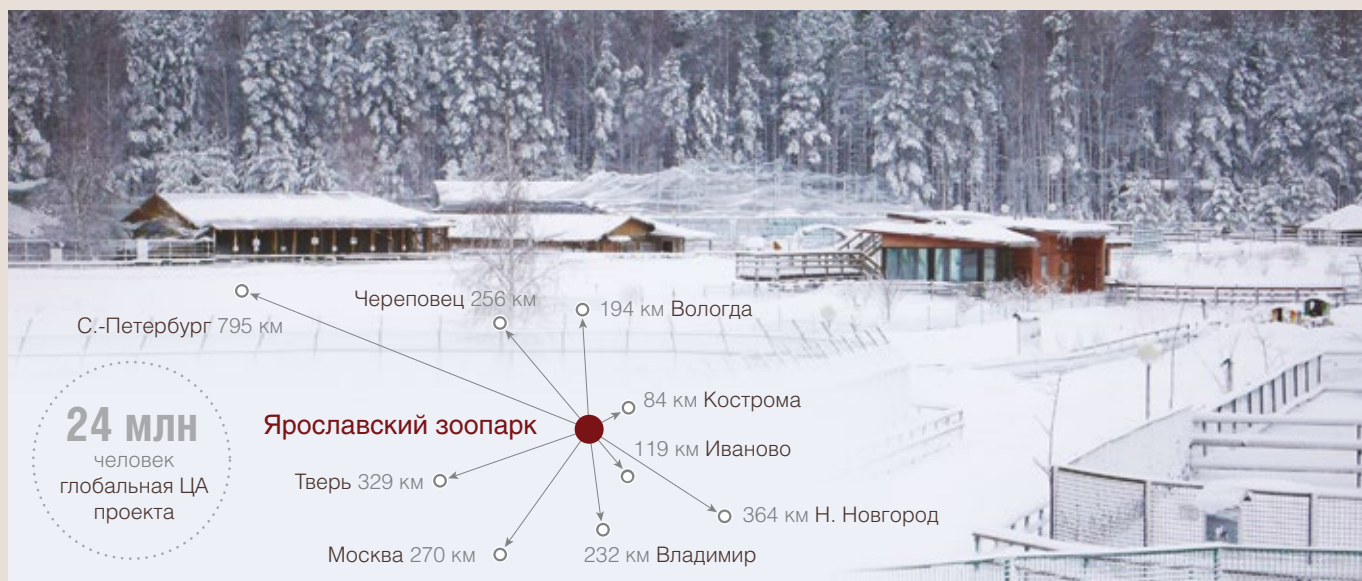 С.-Петербург 795 км
Череповец 256 км
194 км Вологда
84 км Кострома
Ярославский зоопарк
119 км Иваново
Тверь 329 км
364 км Н. Новгород
Москва 270 км
232 км Владимир
24 млн
человек
глобальная ЦА
проекта